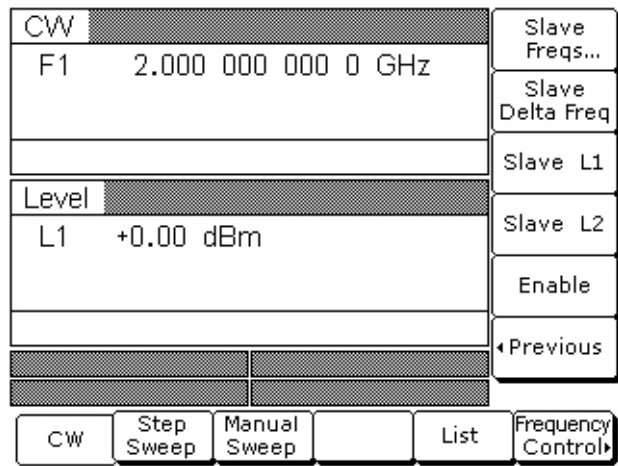 CW
F1 2.000 000 000 0 GHz
Level
L1 +0.00 dBm
Slave
Freqs...
Slave
Delta Freq
Slave L1
Slave L2
Enable
Previous
CW
Step
Sweep
Manual
Sweep
List
Frequency
Control